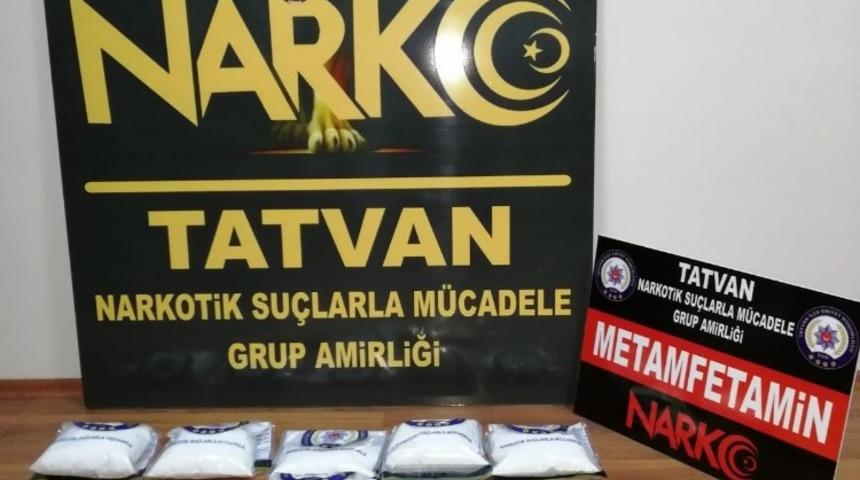 NARKO
TATVAN
NARKOTİK SUÇLARLA MÜCADELE
GRUP AMİRLİĞİ
TATVAN
NARKOTİK SUÇLARLA MÜCADELE
GRUP AMİRLİĞİ
METAMFETAMİN
NARKO